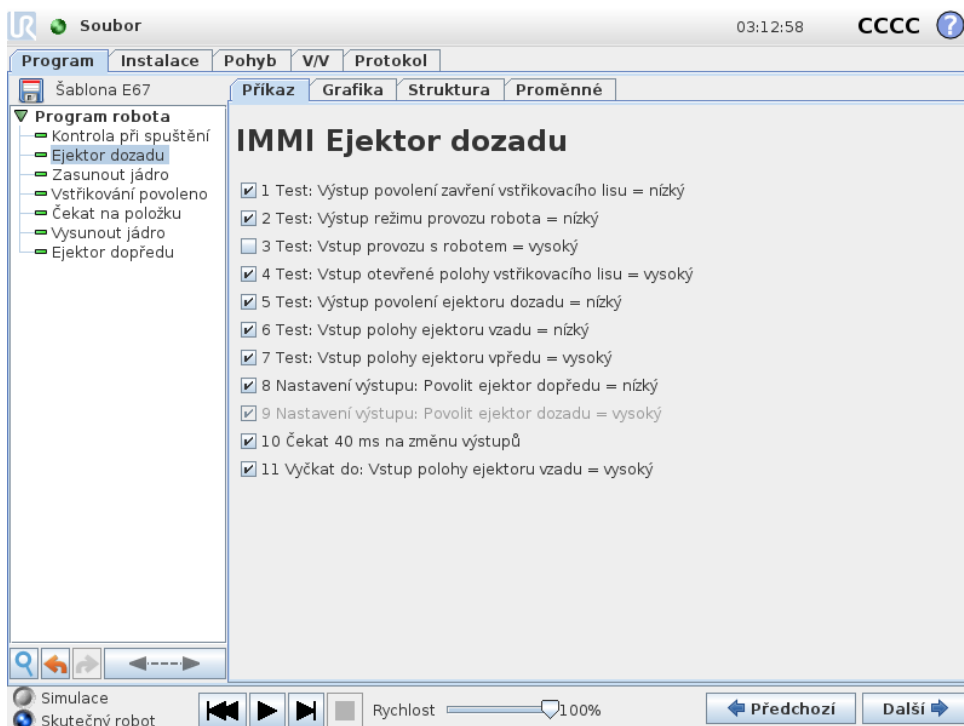 UR Soubor 03:12:58 CCCC ?
Program Instalace Pohyb V/V Protokol
Šablona E67
Příkaz Grafika Struktura Proměnné
Program robota
Kontrola při spuštění
Ejektor dozadu
Zasunout jádro
Vstřikování povoleno
Čekat na položku
Vysunout jádro
Ejektor dopředu
IMMI Ejektor dozadu
1 Test: Výstup povolení zavření vstřikovacího lisu = nízký
2 Test: Výstup režimu provozu robota = nízký
3 Test: Vstup provozu s robotem = vysoký
4 Test: Vstup otevřené polohy vstřikovacího lisu = vysoký
5 Test: Výstup povolení ejektoru dozadu = nízký
6 Test: Vstup polohy ejektoru vzadu = nízký
7 Test: Vstup polohy ejektoru vpředu = vysoký
8 Nastavení výstupu: Povolit ejektor dopředu = nízký
9 Nastavení výstupu: Povolit ejektor dozadu = vysoký
10 Čekat 40 ms na změnu výstupů
11 Vyčkat do: Vstup polohy ejektoru vzadu = vysoký
Simulace
Skutečný robot
Rychlost 100%
Předchozí Další